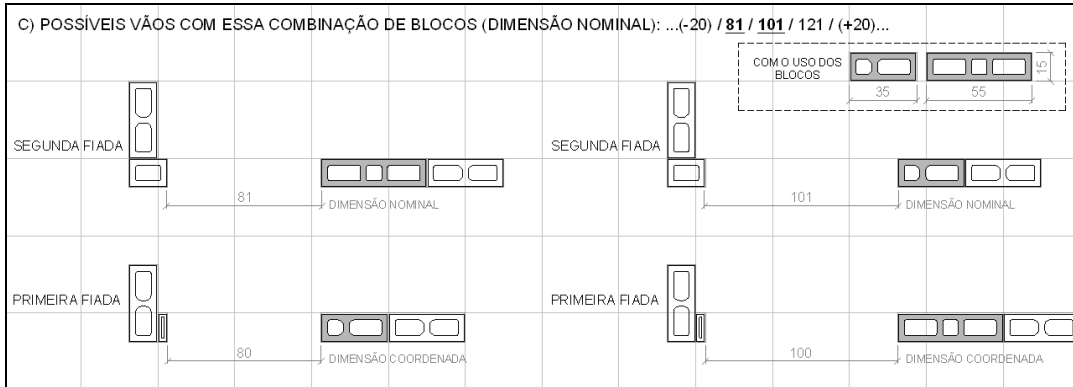 C) POSSÍVEIS VÃOS COM ESSA COMBINAÇÃO DE BLOCOS (DIMENSÃO NOMINAL): ...(-20) / 81 / 101 / 121 / (+20)...
COM O USO DOS
BLOCOS
35
55
15
SEGUNDA FIADA
81
DIMENSÃO NOMINAL
SEGUNDA FIADA
101
DIMENSÃO NOMINAL
PRIMEIRA FIADA
80
DIMENSÃO COORDENADA
PRIMEIRA FIADA
100
DIMENSÃO COORDENADA